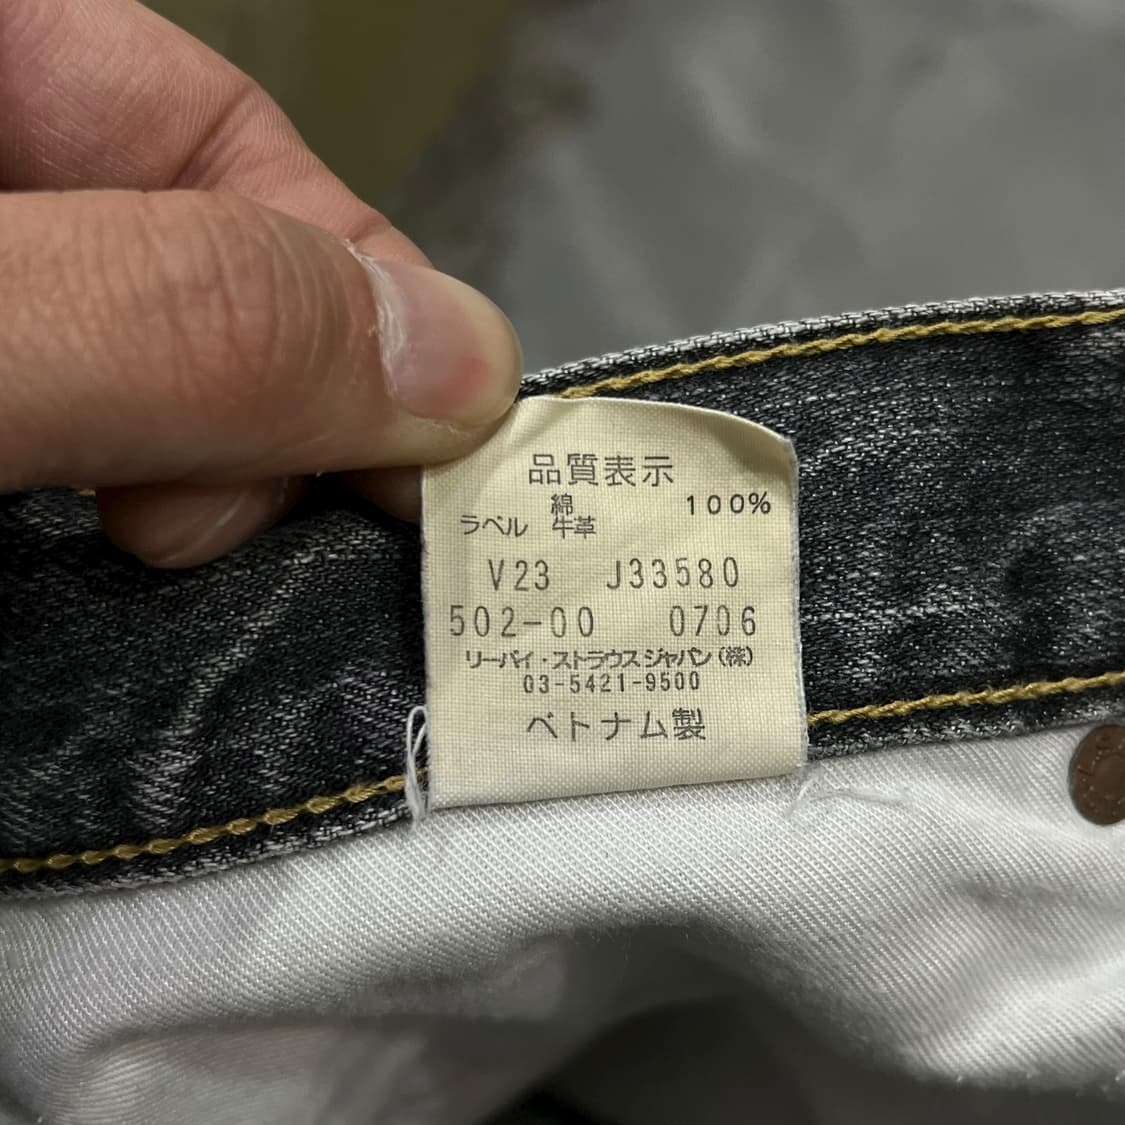 品質表示
綿 100%
ラベル 牛革
V23 J33580
502-00 0706
リーバイ・ストラウス ジャパン(株)
03-5421-9500
ベトナム製